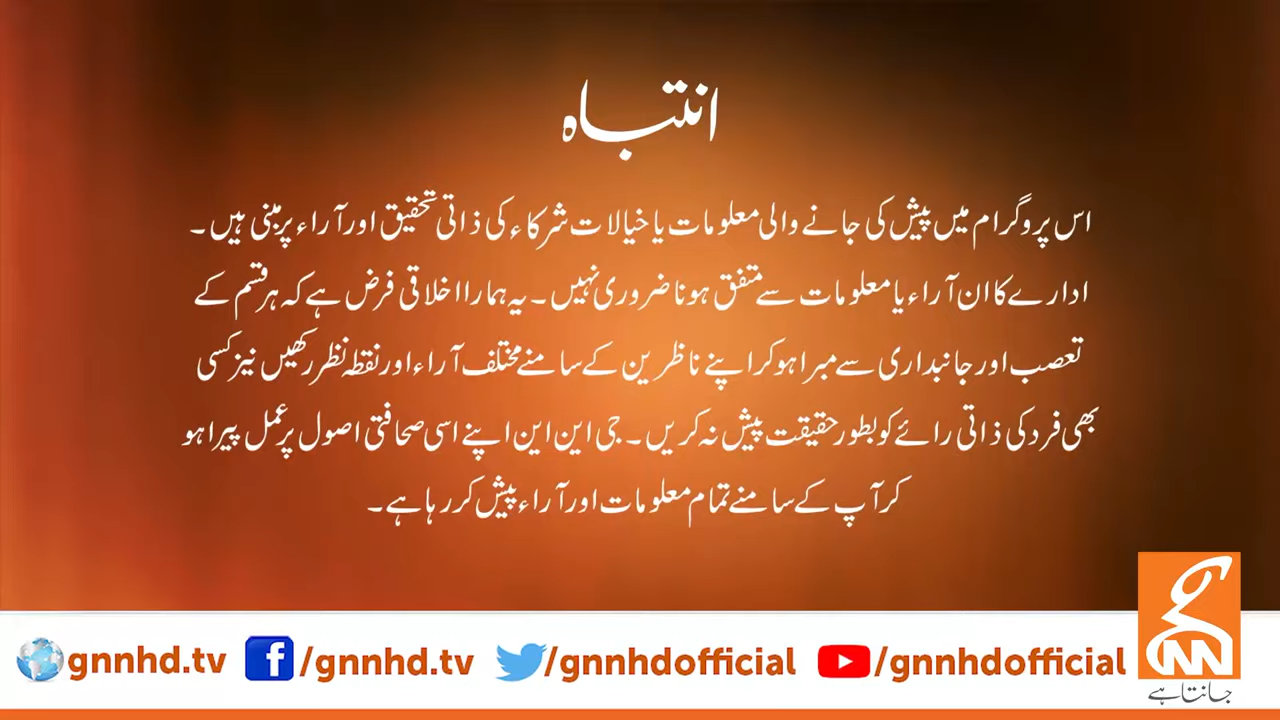 انتباہ
اس پروگرام میں پیش کی جانے والی معلومات یا خیالات شرکاء کی ذاتی تحقیق اور آراء پر مبنی ہیں۔
ادارے کا ان آراء یا معلومات سے متفق ہونا ضروری نہیں۔ یہ ہمارا اخلاقی فرض ہے کہ ہر قسم کے
تعصب اور جانبداری سے مبرا ہو کر اپنے ناظرین کے سامنے مختلف آراء اور نقطہ نظر رکھیں نیز کسی
بھی فرد کی ذاتی رائے کو بطور حقیقت پیش نہ کریں۔ جی این این اپنے اسی صحافتی اصول پر عمل پیرا ہو
کر آپ کے سامنے تمام معلومات اور آراء پیش کر رہا ہے۔
gnnhd.tv /gnnhd.tv /gnnhdofficial /gnnhdofficial
GNN
جانتا ہے